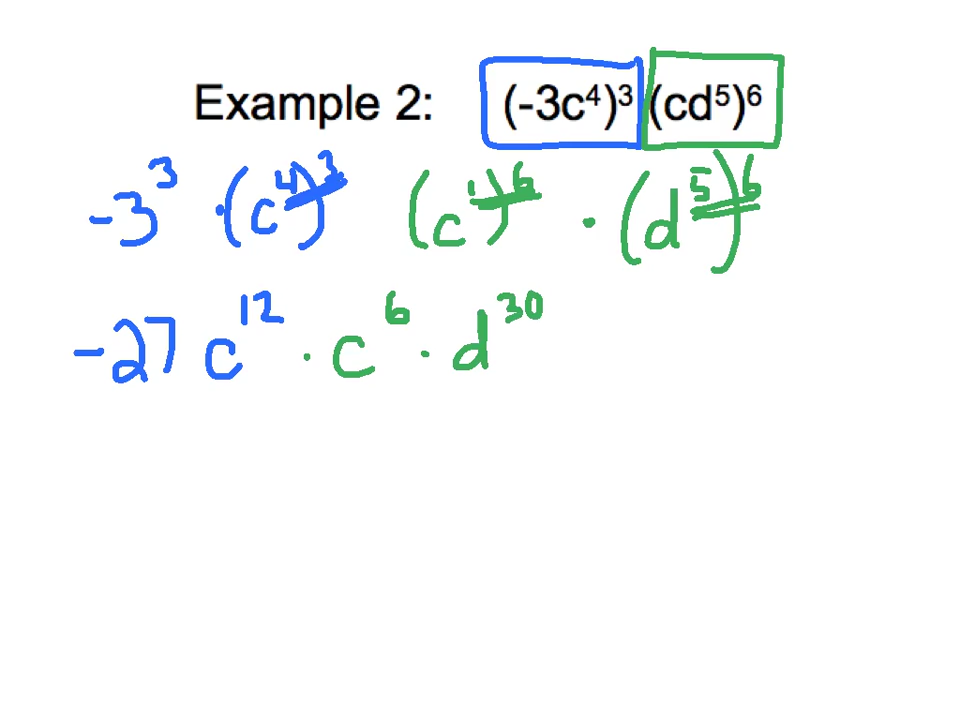 Example 2: (-3c⁴)³ (cd⁵)⁶
-3³ · (c⁴)³ (c¹)⁶ · (d⁵)⁶
-27 c¹² · c⁶ · d³⁰